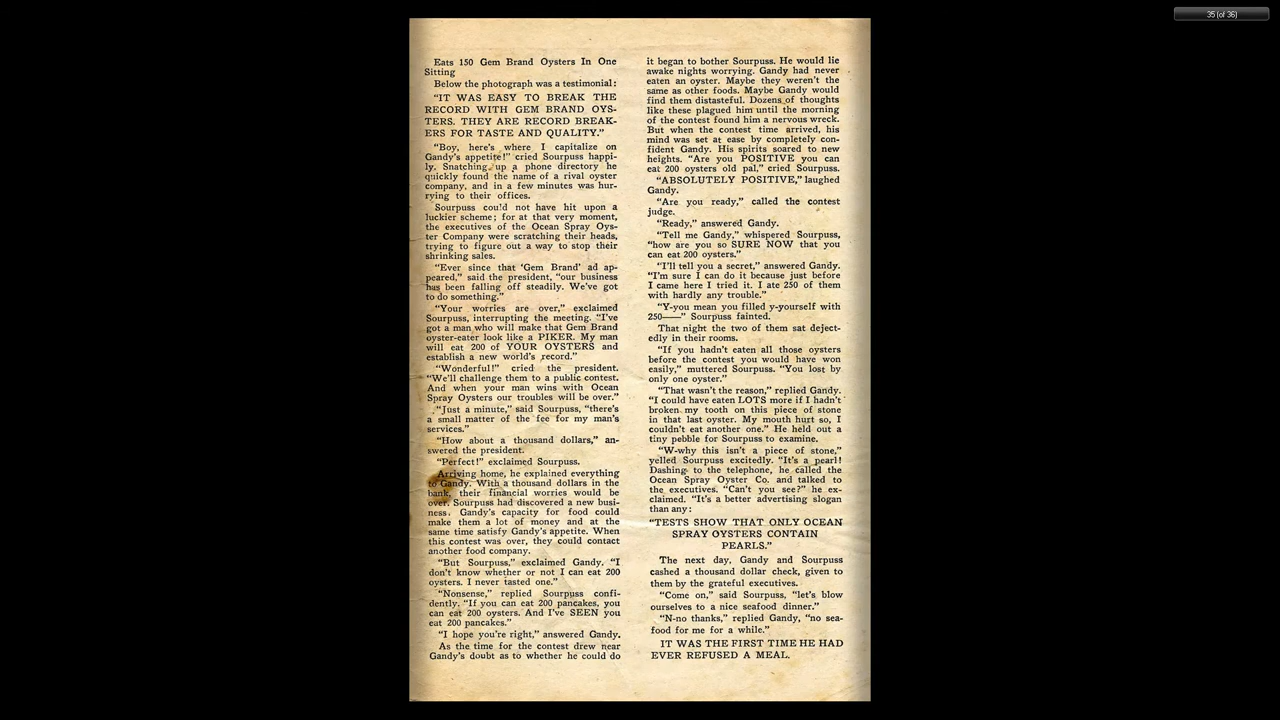 35 (of 36)
Eats 150 Gem Brand Oysters In One
Sitting
Below the photograph was a testimonial:
"IT WAS EASY TO BREAK THE
RECORD WITH GEM BRAND OYS-
TERS. THEY ARE RECORD BREAK-
ERS FOR TASTE AND QUALITY."
"Boy, here's where I capitalize on
Gandy's appetite!" cried Sourpuss happi-
ly. Snatching up a phone directory he
quickly found the name of a rival oyster
company, and in a few minutes was hur-
rying to their offices.
Sourpuss could not have hit upon a
luckier scheme; for at that very moment,
the executives of the Ocean Spray Oys-
ter Company were scratching their heads,
trying to figure out a way to stop their
shrinking sales.
"Ever since that 'Gem Brand' ad ap-
peared," said the president, "our business
has been falling off steadily. We've got
to do something."
"Your worries are over," exclaimed
Sourpuss, interrupting the meeting. "I've
got a man who will make that Gem Brand
oyster-eater look like a PIKER. My man
will eat 200 of YOUR OYSTERS and
establish a new world's record."
"Wonderful!" cried the president.
"We'll challenge them to a public contest.
And when your man wins with Ocean
Spray Oysters our troubles will be over."
"Just a minute," said Sourpuss, "there's
a small matter of the fee for my man's
services."
"How about a thousand dollars," an-
swered the president.
"Perfect!" exclaimed Sourpuss.
Arriving home, he explained everything
to Gandy. With a thousand dollars in the
bank, their financial worries would be
over. Sourpuss had discovered a new busi-
ness. Gandy's capacity for food could
make them a lot of money and at the
same time satisfy Gandy's appetite. When
this contest was over, they could contact
another food company.
"But Sourpuss," exclaimed Gandy. "I
don't know whether or not I can eat 200
oysters. I never tasted one."
"Nonsense," replied Sourpuss confi-
dently. "If you can eat 200 pancakes, you
can eat 200 oysters. And I've SEEN you
eat 200 pancakes."
"I hope you're right," answered Gandy.
As the time for the contest drew near
Gandy's doubt as to whether he could do
it began to bother Sourpuss. He would lie
awake nights worrying. Gandy had never
eaten an oyster. Maybe they weren't the
same as other foods. Maybe Gandy would
find them distasteful. Dozens of thoughts
like these plagued him until the morning
of the contest found him a nervous wreck.
But when the contest time arrived, his
mind was set at ease by completely con-
fident Gandy. His spirits soared to new
heights. "Are you POSITIVE you can
eat 200 oysters old pal," cried Sourpuss.
"ABSOLUTELY POSITIVE," laughed
Gandy.
"Are you ready," called the contest
judge.
"Ready," answered Gandy.
"Tell me Gandy," whispered Sourpuss,
"how are you so SURE NOW that you
can eat 200 oysters."
"I'll tell you a secret," answered Gandy.
"I'm sure I can do it because just before
I came here I tried it. I ate 250 of them
with hardly any trouble."
"Y-you mean you filled y-yourself with
250——" Sourpuss fainted.
That night the two of them sat deject-
edly in their rooms.
"If you hadn't eaten all those oysters
before the contest you would have won
easily," muttered Sourpuss. "You lost by
only one oyster."
"That wasn't the reason," replied Gandy.
"I could have eaten LOTS more if I hadn't
broken my tooth on this piece of stone
in that last oyster. My mouth hurt so, I
couldn't eat another one." He held out a
tiny pebble for Sourpuss to examine.
"W-why this isn't a piece of stone,"
yelled Sourpuss excitedly. "It's a pearl!
Dashing to the telephone, he called the
Ocean Spray Oyster Co. and talked to
the executives. "Can't you see?" he ex-
claimed. "It's a better advertising slogan
than any:
"TESTS SHOW THAT ONLY OCEAN
SPRAY OYSTERS CONTAIN
PEARLS."
The next day, Gandy and Sourpuss
cashed a thousand dollar check, given to
them by the grateful executives.
"Come on," said Sourpuss, "let's blow
ourselves to a nice seafood dinner."
"N-no thanks," replied Gandy, "no sea-
food for me for a while."
IT WAS THE FIRST TIME HE HAD
EVER REFUSED A MEAL.